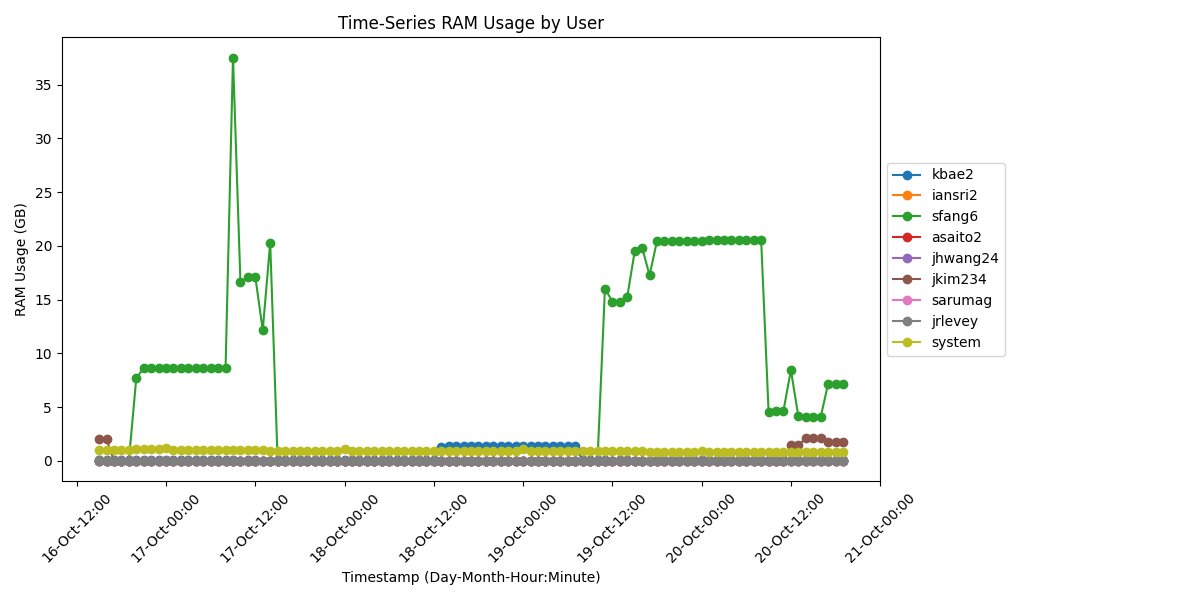 Time-Series RAM Usage by User
RAM Usage (GB)
35
30
25
20
15
10
5
0
16-Oct-12:00
17-Oct-00:00
17-Oct-12:00
18-Oct-00:00
18-Oct-12:00
19-Oct-00:00
19-Oct-12:00
20-Oct-00:00
20-Oct-12:00
21-Oct-00:00
Timestamp (Day-Month-Hour:Minute)
kbae2
iansri2
sfang6
asaito2
jhwang24
jkim234
sarumag
jrlevey
system